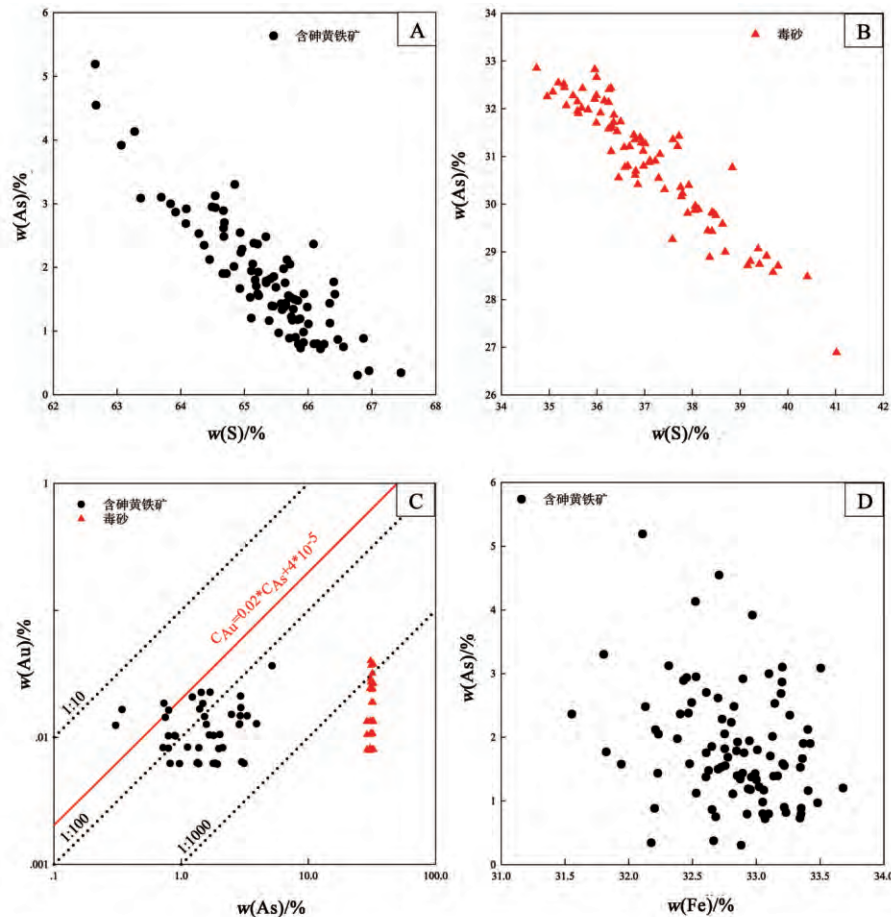 A
含砷黄铁矿
6
5
4
3
2
1
0
w(As)/%
62 63 64 65 66 67 68
w(S)/%
B
毒砂
34
33
32
31
30
29
28
27
26
w(As)/%
34 35 36 37 38 39 40 41 42
w(S)/%
C
含砷黄铁矿
毒砂
1
.01
.001
w(Au)/%
C_Au=0.02*C_As+4*10^-5
1:10
1:100
1:1000
.1 1.0 10.0 100.0
w(As)/%
D
含砷黄铁矿
6
5
4
3
2
1
0
w(As)/%
31.0 31.5 32.0 32.5 33.0 33.5 34.0
w(Fe)/%